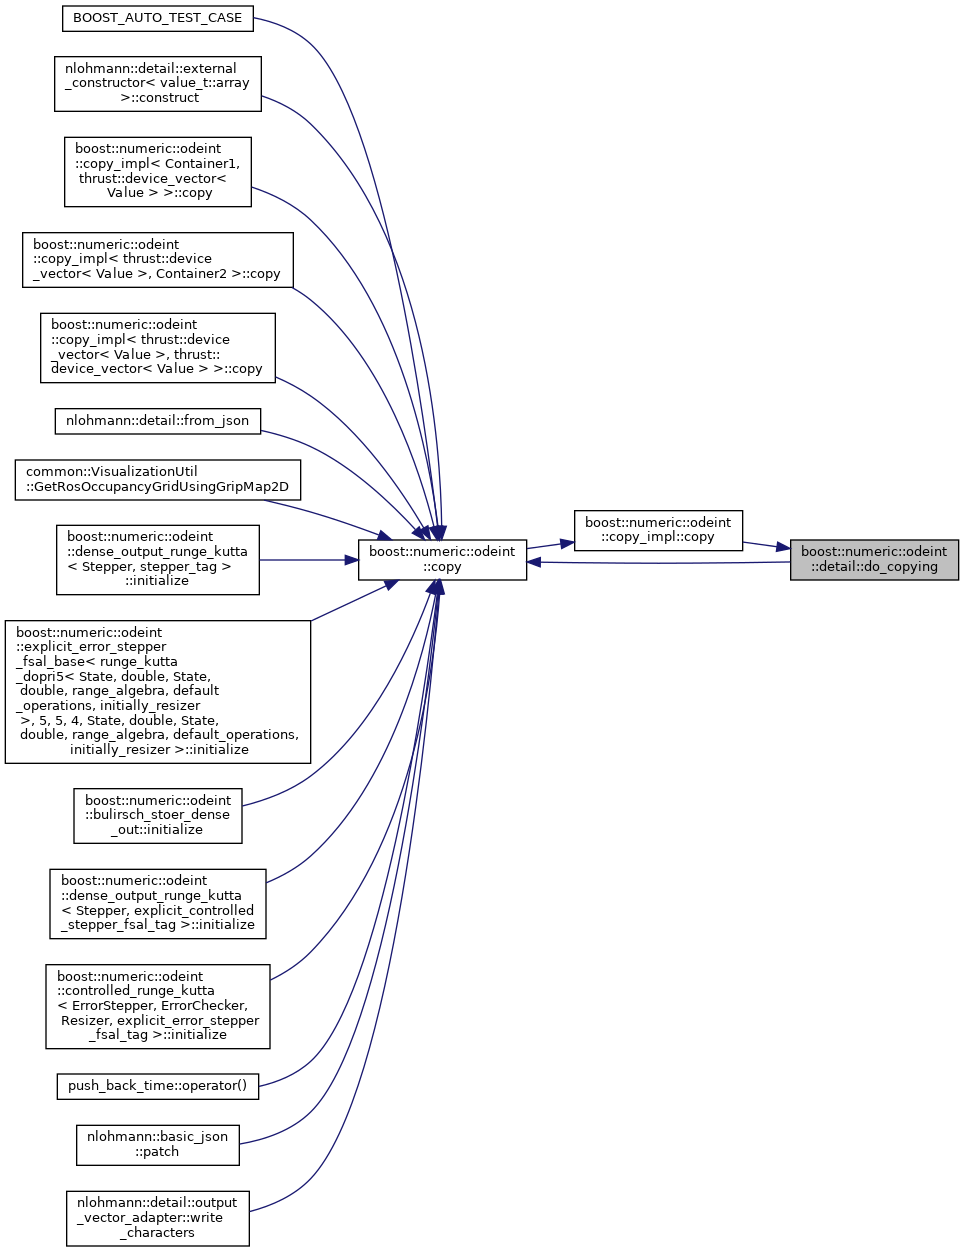 BOOST_AUTO_TEST_CASE
nlohmann::detail::external
_constructor< value_t::array
>::construct
boost::numeric::odeint
::copy_impl< Container1,
thrust::device_vector<
Value > >::copy
boost::numeric::odeint
::copy_impl< thrust::device
_vector< Value >, Container2 >::copy
boost::numeric::odeint
::copy_impl< thrust::device
_vector< Value >, thrust::
device_vector< Value > >::copy
nlohmann::detail::from_json
common::VisualizationUtil
::GetRosOccupancyGridUsingGripMap2D
boost::numeric::odeint
::dense_output_runge_kutta
< Stepper, stepper_tag >
::initialize
boost::numeric::odeint
::explicit_error_stepper
_fsal_base< runge_kutta
_dopri5< State, double, State,
double, range_algebra, default
_operations, initially_resizer
>, 5, 5, 4, State, double, State,
double, range_algebra, default_operations,
initially_resizer >::initialize
boost::numeric::odeint
::bulirsch_stoer_dense
_out::initialize
boost::numeric::odeint
::dense_output_runge_kutta
< Stepper, explicit_controlled
_stepper_fsal_tag >::initialize
boost::numeric::odeint
::controlled_runge_kutta
< ErrorStepper, ErrorChecker,
Resizer, explicit_error_stepper
_fsal_tag >::initialize
push_back_time::operator()
nlohmann::basic_json
::patch
nlohmann::detail::output
_vector_adapter::write
_characters
boost::numeric::odeint
::copy
boost::numeric::odeint
::copy_impl::copy
boost::numeric::odeint
::detail::do_copying